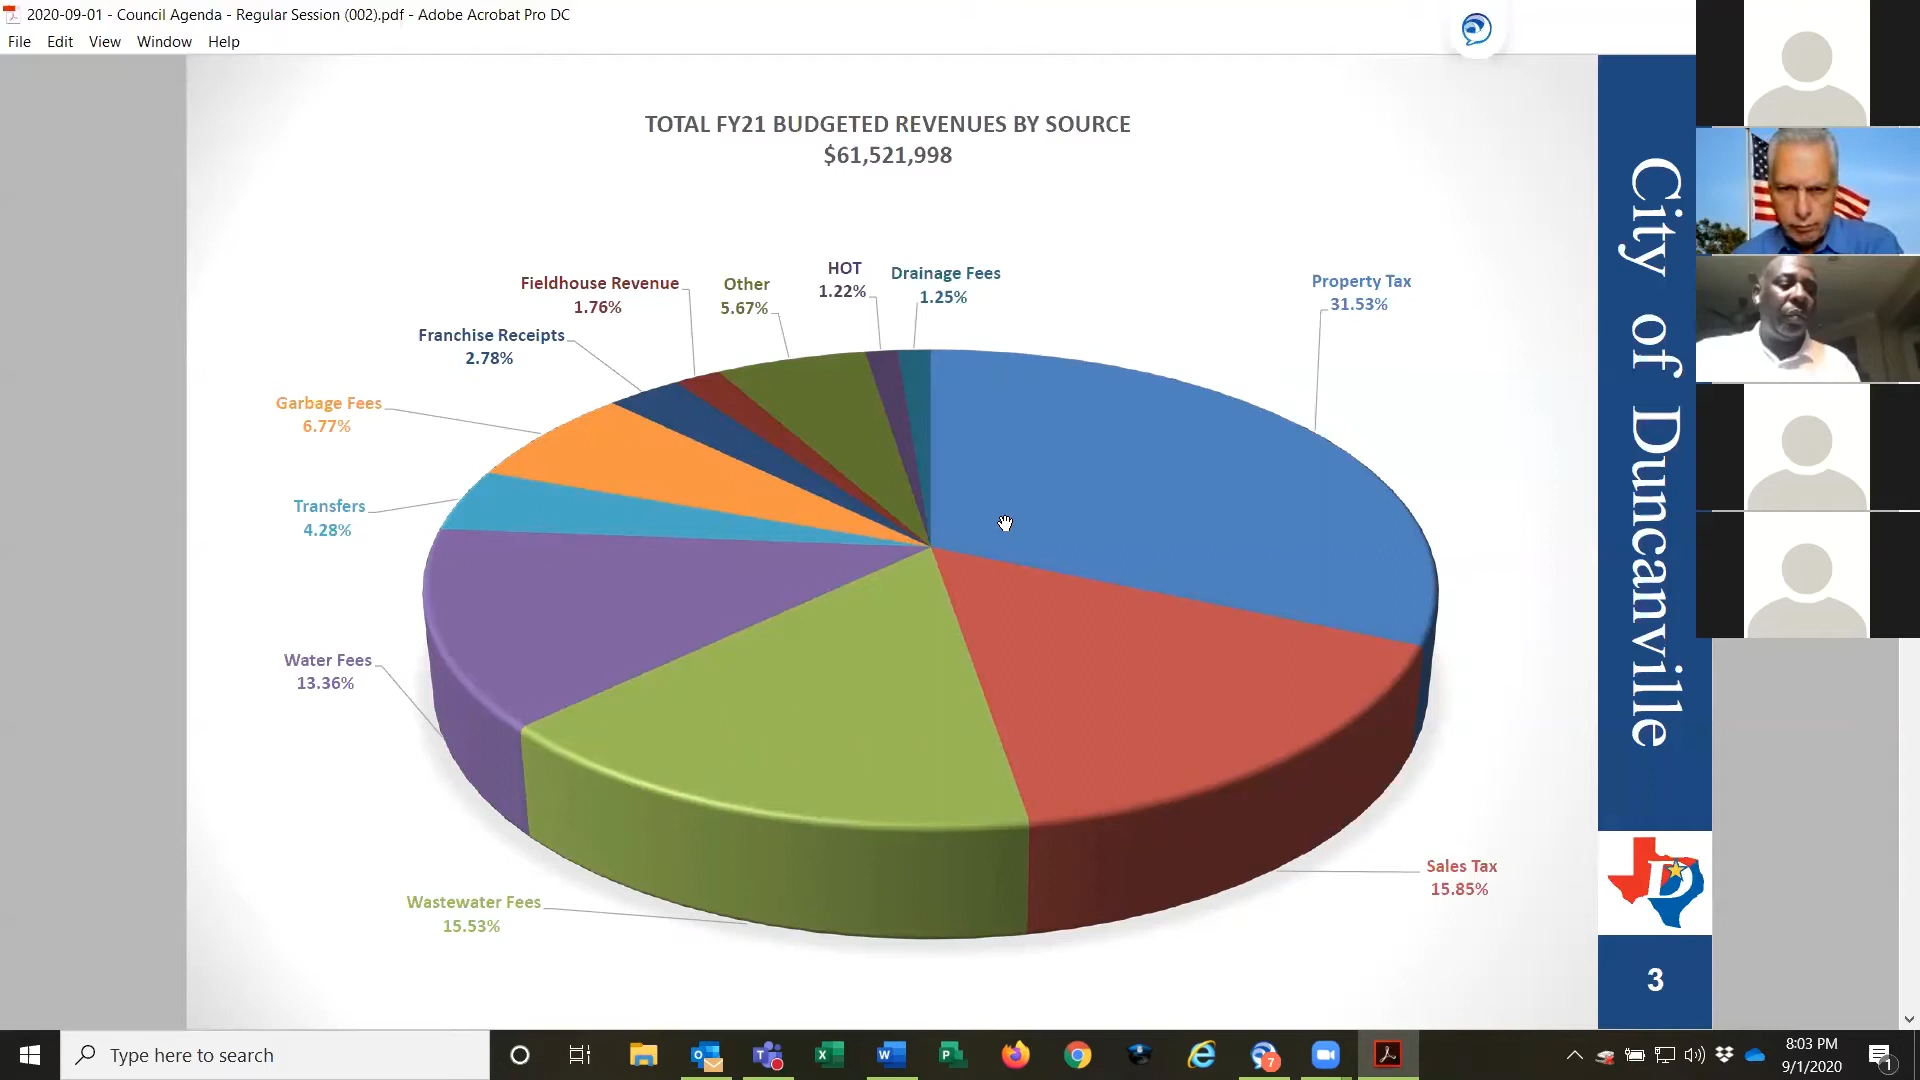 2020-09-01 - Council Agenda - Regular Session (002).pdf - Adobe Acrobat Pro DC
File Edit View Window Help
TOTAL FY21 BUDGETED REVENUES BY SOURCE
$61,521,998
HOT
1.22%
Drainage Fees
1.25%
Property Tax
31.53%
Fieldhouse Revenue
1.76%
Other
5.67%
Franchise Receipts
2.78%
Garbage Fees
6.77%
Transfers
4.28%
Water Fees
13.36%
Wastewater Fees
15.53%
Sales Tax
15.85%
City of Duncanville
D
3
Type here to search
7
8:03 PM
9/1/2020
1